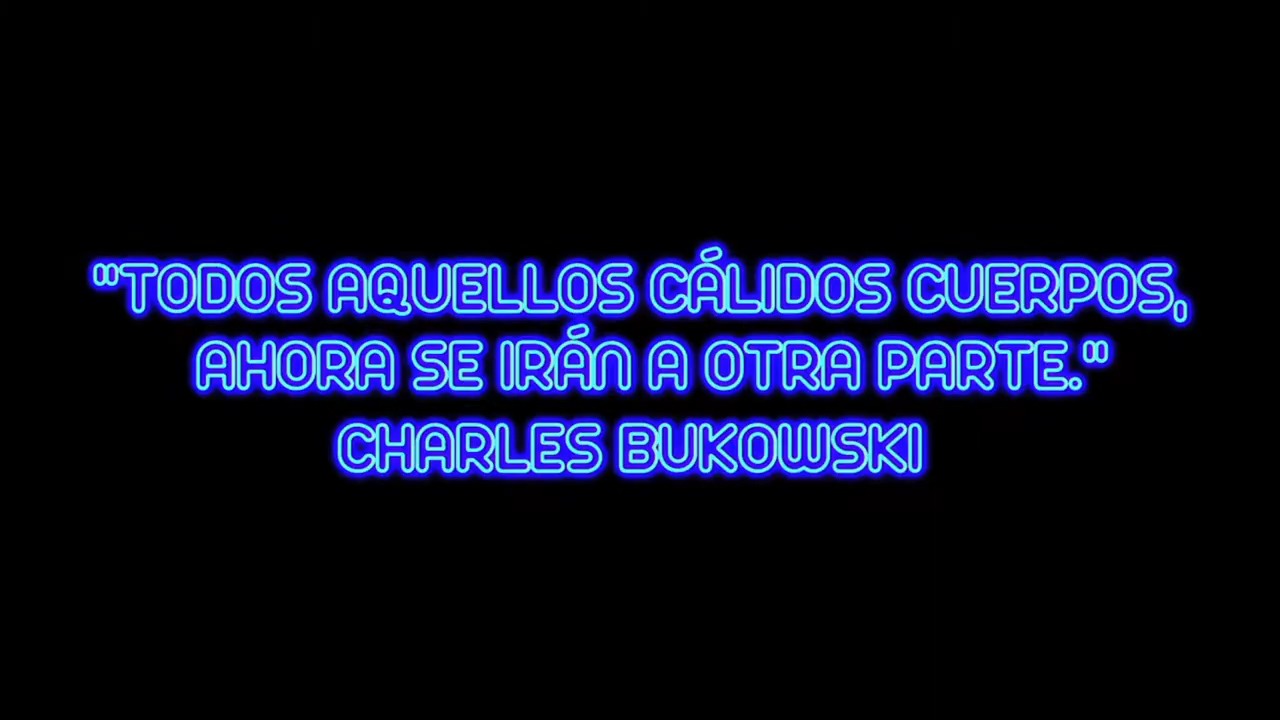 "TODOS AQUELLOS CÁLIDOS CUERPOS,
AHORA SE IRÁN A OTRA PARTE."
CHARLES BUKOWSKI